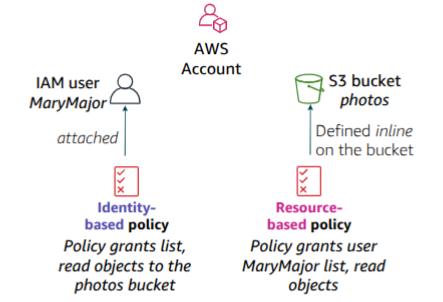 AWS
Account
IAM user
MaryMajor
S3 bucket
photos
attached
Defined inline
on the bucket
Identity-
based policy
Policy grants list,
read objects to the
photos bucket
Resource-
based policy
Policy grants user
MaryMajor list, read
objects